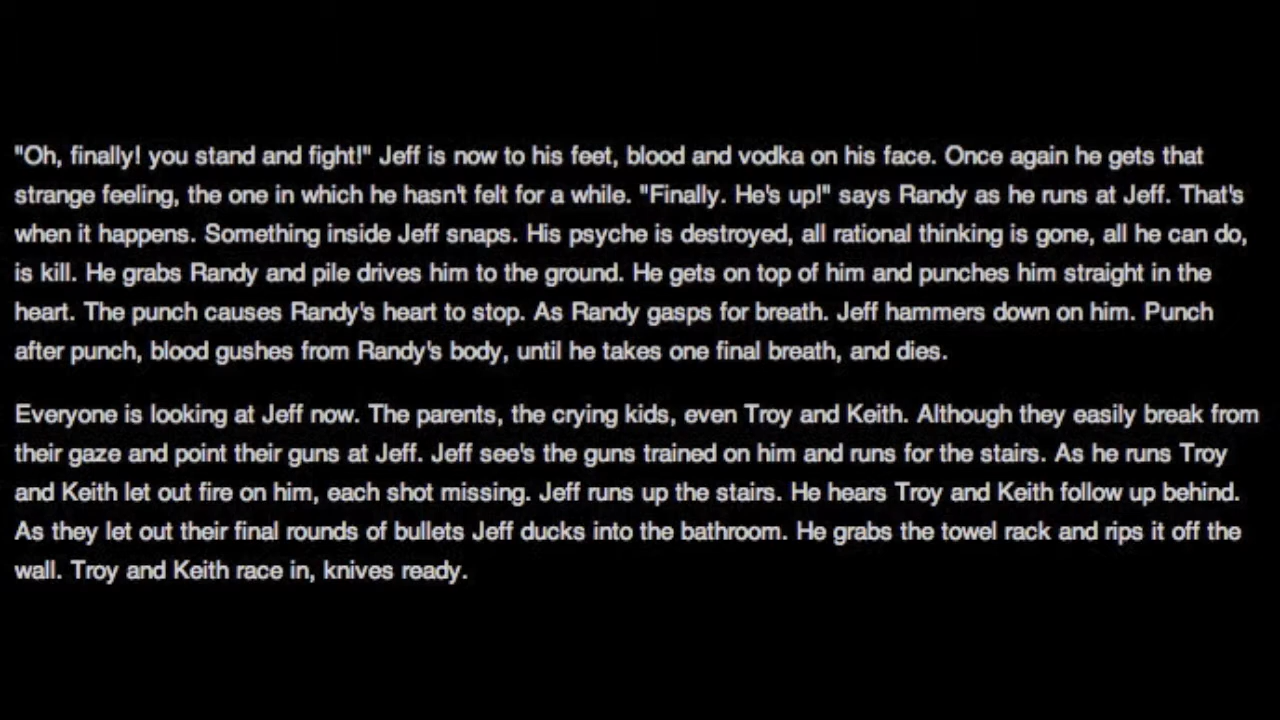 "Oh, finally! you stand and fight!" Jeff is now to his feet, blood and vodka on his face. Once again he gets that
strange feeling, the one in which he hasn't felt for a while. "Finally. He's up!" says Randy as he runs at Jeff. That's
when it happens. Something inside Jeff snaps. His psyche is destroyed, all rational thinking is gone, all he can do,
is kill. He grabs Randy and pile drives him to the ground. He gets on top of him and punches him straight in the
heart. The punch causes Randy's heart to stop. As Randy gasps for breath. Jeff hammers down on him. Punch
after punch, blood gushes from Randy's body, until he takes one final breath, and dies.
Everyone is looking at Jeff now. The parents, the crying kids, even Troy and Keith. Although they easily break from
their gaze and point their guns at Jeff. Jeff see's the guns trained on him and runs for the stairs. As he runs Troy
and Keith let out fire on him, each shot missing. Jeff runs up the stairs. He hears Troy and Keith follow up behind.
As they let out their final rounds of bullets Jeff ducks into the bathroom. He grabs the towel rack and rips it off the
wall. Troy and Keith race in, knives ready.